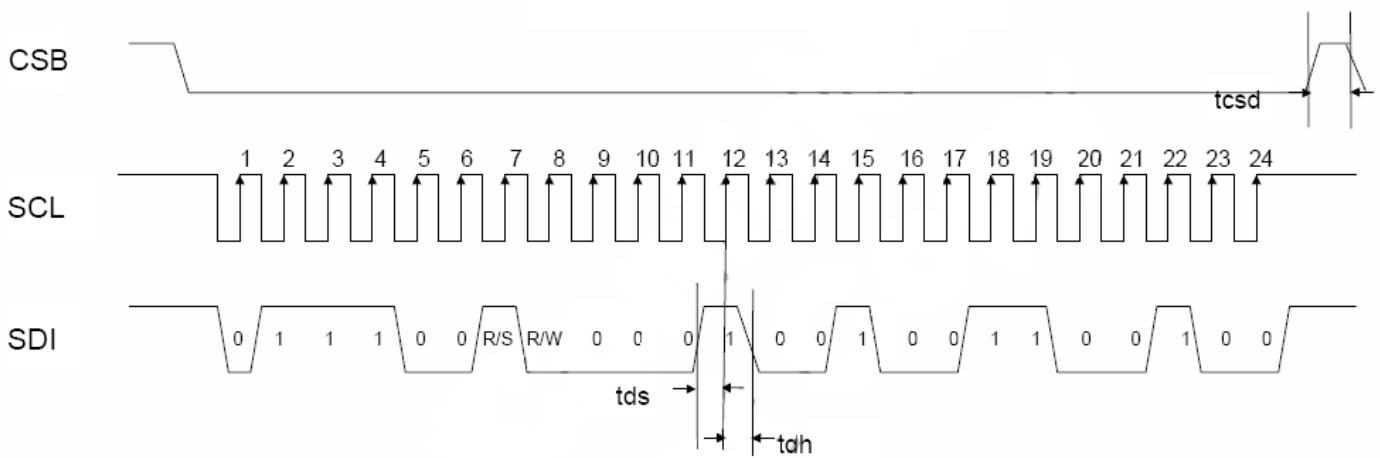 CSB
tcsd
1 2 3 4 5 6 7 8 9 10 11 12 13 14 15 16 17 18 19 20 21 22 23 24
SCL
SDI
0 1 1 1 0 0 R/S R/W 0 0 0 1 0 0 1 0 0 1 1 0 0 1 0 0
tds
tdh